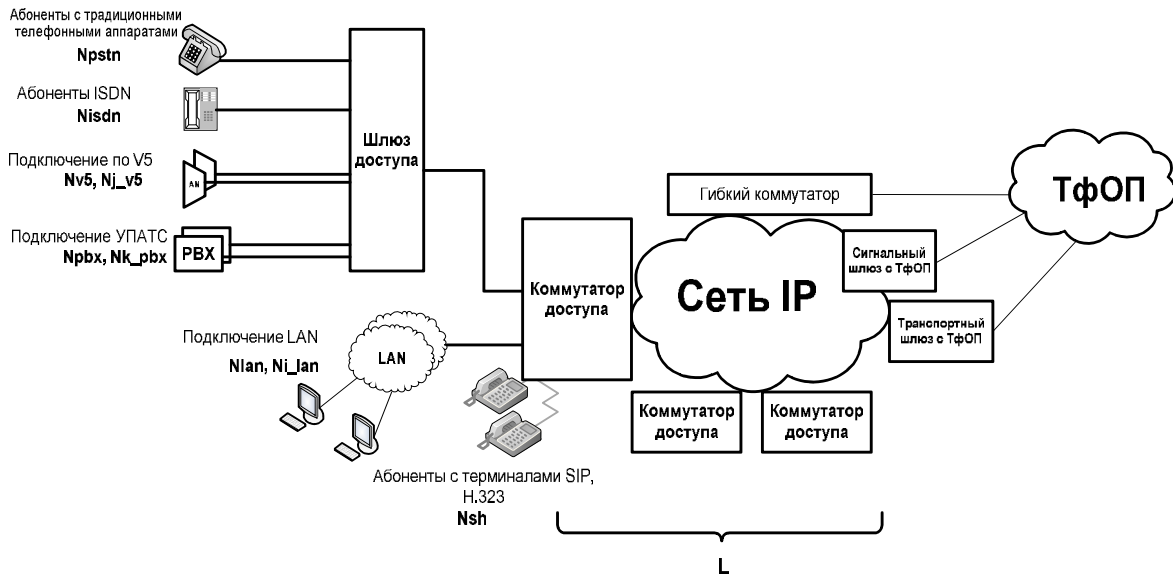 Абоненты с традиционными
телефонными аппаратами
Npstn
Абоненты ISDN
Nisdn
Подключение по V5
Nv5, Nj_v5
AN
Подключение УПАТС
Npbx, Nk_pbx
PBX
Шлюз
доступа
Подключение LAN
Nlan, Ni_lan
LAN
Абоненты с терминалами SIP,
H.323
Nsh
Коммутатор
доступа
Гибкий коммутатор
Сеть IP
Сигнальный
шлюз с ТфОП
Транспортный
шлюз с ТфОП
ТфОП
Коммутатор
доступа
Коммутатор
доступа
L